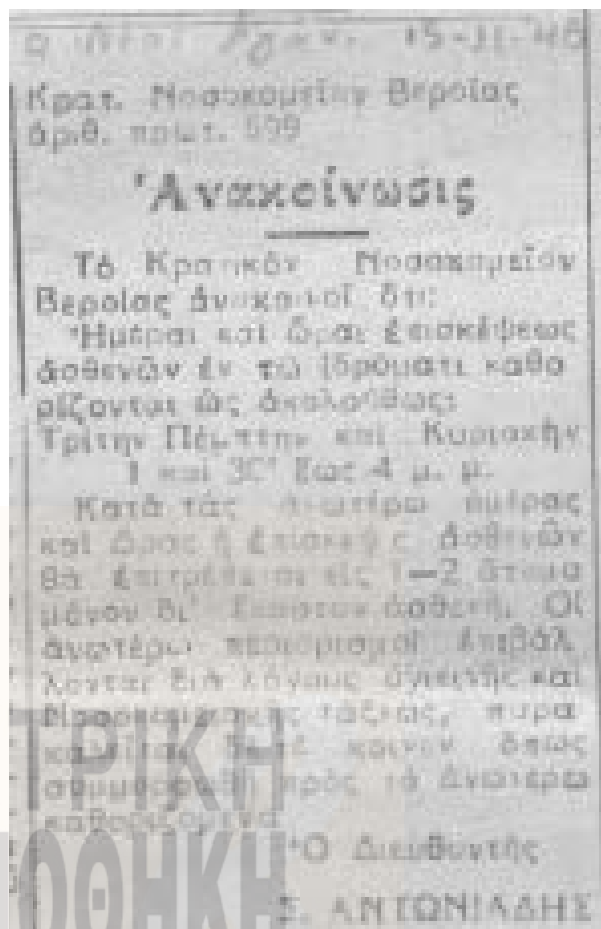 15-11-
Κρατ. Νοσοκομεῖον Βεροίας
ἀριθ. πρωτ. 599
Ἀνακοίνωσις
Τὸ Κρατικὸν Νοσοκομεῖον
Βεροίας ἀνακοινοῖ ὅτι:
Ἡμέραι καὶ ὧραι ἐπισκέψεως
ἀσθενῶν ἐν τῷ ἱδρύματι καθο
ρίζονται ὡς ἀκολούθως:
Τρίτην Πέμπτην καὶ Κυριακὴν
1 καὶ 30' ἕως 4 μ. μ.
Κατὰ τὰς ἀνωτέρω ἡμέρας
καὶ ὥρας ἡ ἐπίσκεψις ἀσθενῶν
θὰ ἐπιτρέπεται εἰς 1—2 ἄτομα
μόνον δι' ἕκαστον ἀσθενῆ. Οἱ
ἀνωτέρω περιορισμοὶ ἐπιβάλ
λονται διὰ λόγους ὑγιεινῆς καὶ
Νοσοκομειακῆς τάξεως, παρα
καλεῖται δὲ τὸ κοινὸν ὅπως
συμμορφωθῇ πρὸς τὰ ἀνωτέρω
καθοριζόμενα
Ὁ Διευθυντὴς
Σ. ΑΝΤΩΝΙΑΔΗΣ
ΤΡΙΚΗ
ΟΘΗΚΗ